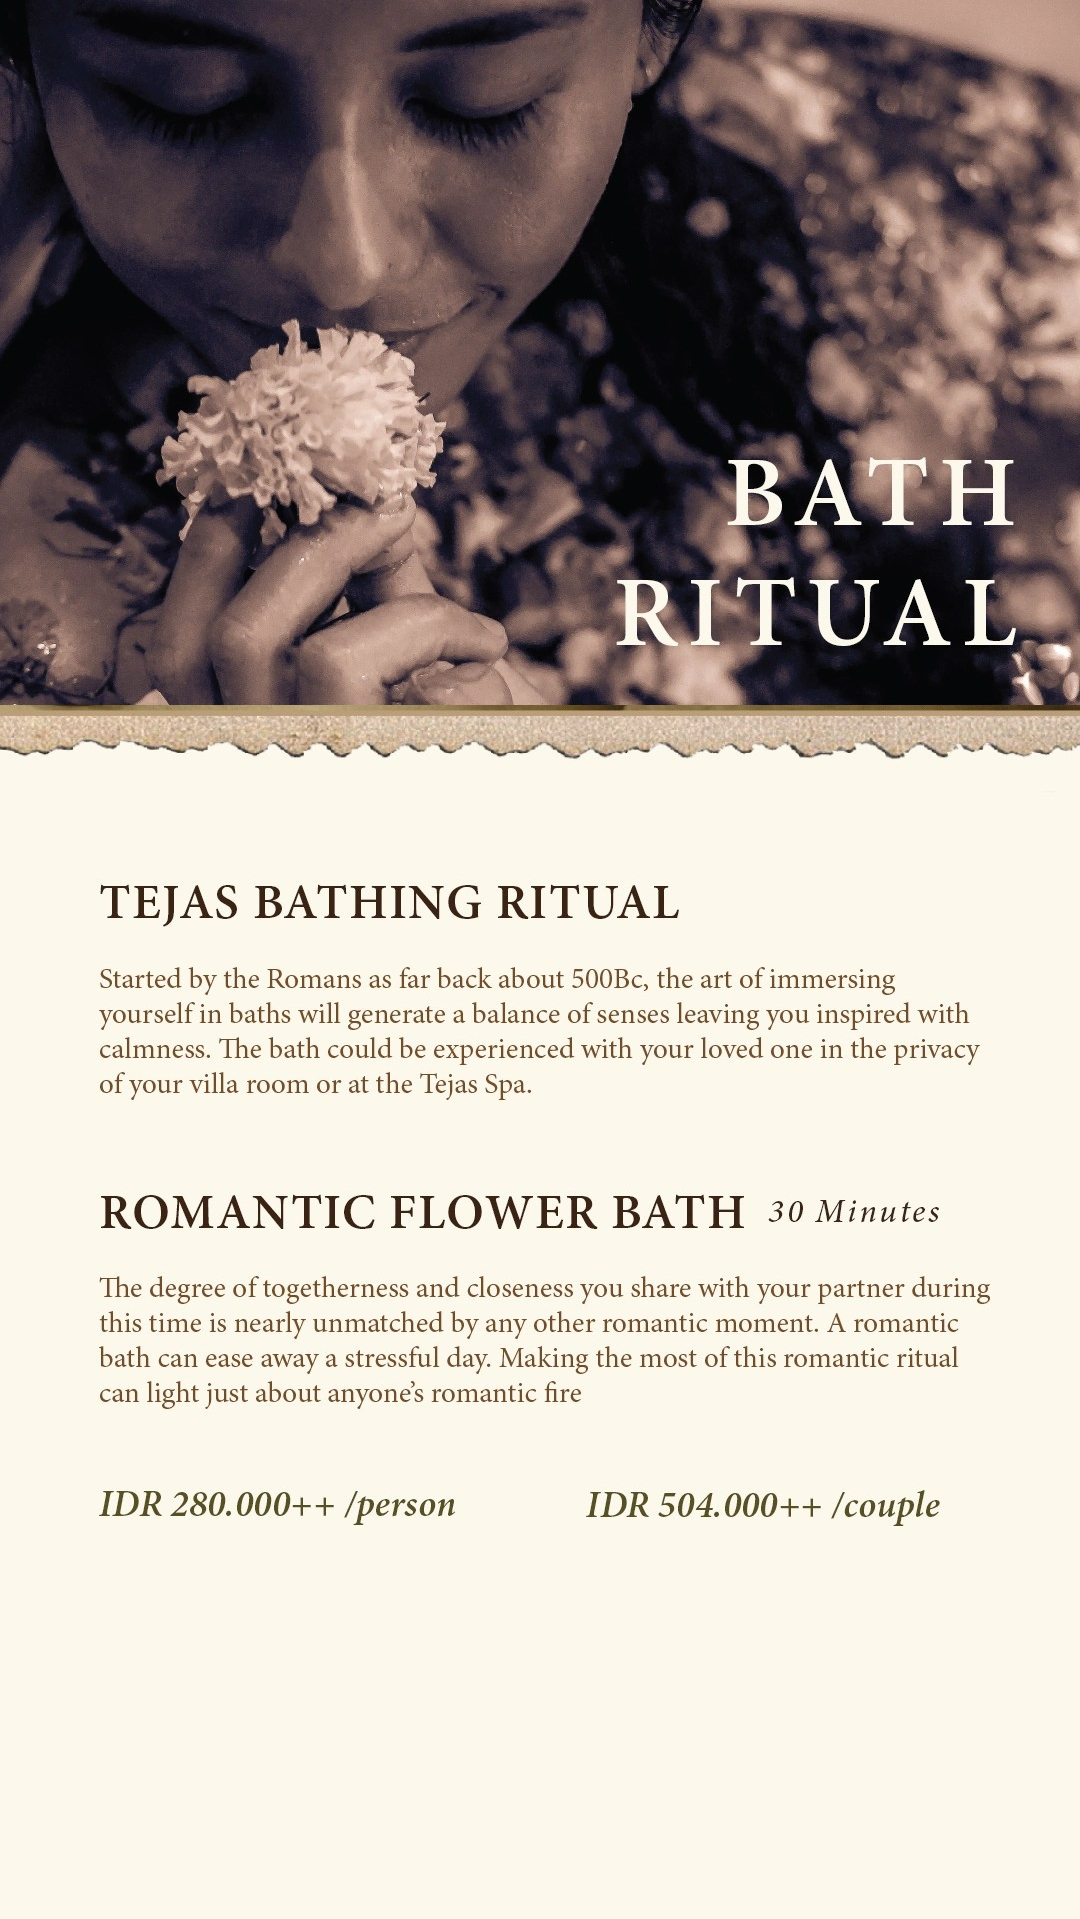 BATH
RITUAL
TEJAS BATHING RITUAL
Started by the Romans as far back about 500Bc, the art of immersing
yourself in baths will generate a balance of senses leaving you inspired with
calmness. The bath could be experienced with your loved one in the privacy
of your villa room or at the Tejas Spa.
ROMANTIC FLOWER BATH 30 Minutes
The degree of togetherness and closeness you share with your partner during
this time is nearly unmatched by any other romantic moment. A romantic
bath can ease away a stressful day. Making the most of this romantic ritual
can light just about anyone’s romantic fire
IDR 280.000++ /person IDR 504.000++ /couple